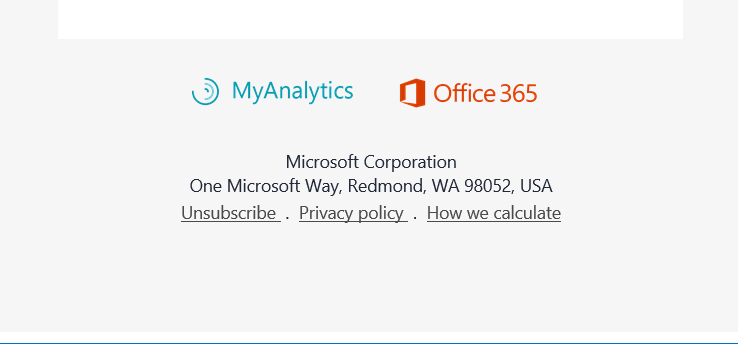 MyAnalytics Office 365
Microsoft Corporation
One Microsoft Way, Redmond, WA 98052, USA
Unsubscribe . Privacy policy . How we calculate